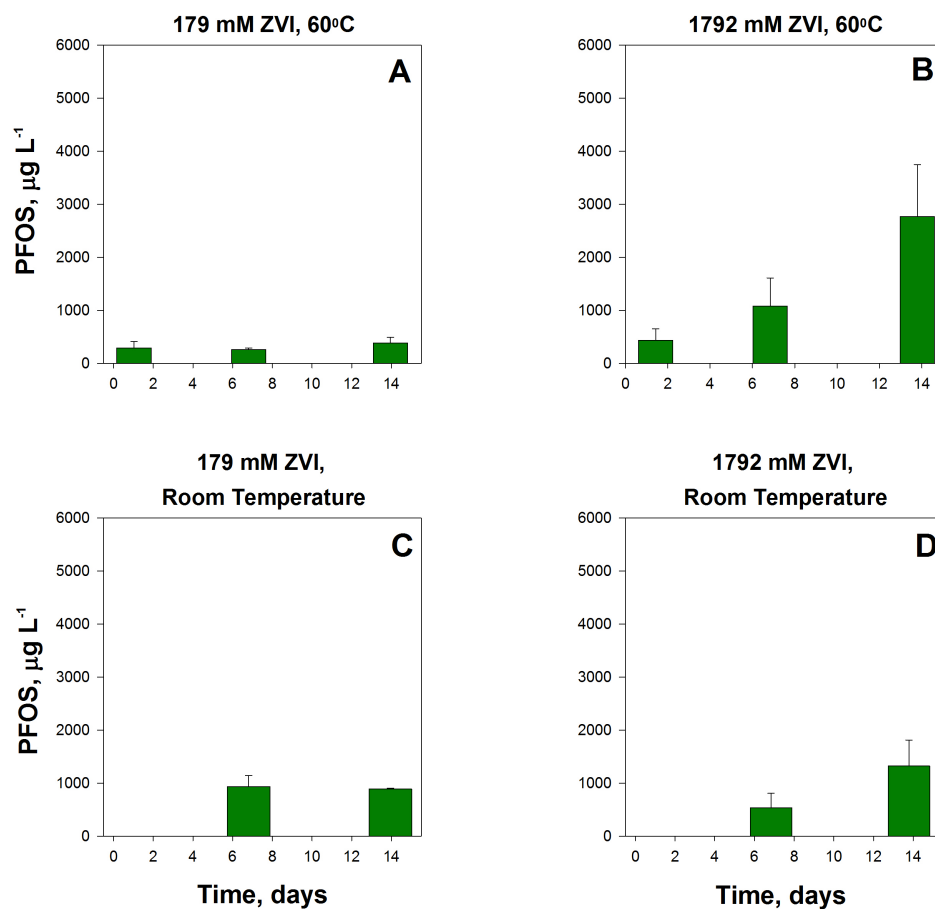 179 mM ZVI, 60⁰C
A
6000
5000
4000
3000
2000
1000
0
PFOS, μg L⁻¹
0 2 4 6 8 10 12 14
1792 mM ZVI, 60⁰C
B
6000
5000
4000
3000
2000
1000
0
0 2 4 6 8 10 12 14
179 mM ZVI,
Room Temperature
C
6000
5000
4000
3000
2000
1000
0
PFOS, μg L⁻¹
0 2 4 6 8 10 12 14
Time, days
1792 mM ZVI,
Room Temperature
D
6000
5000
4000
3000
2000
1000
0
0 2 4 6 8 10 12 14
Time, days